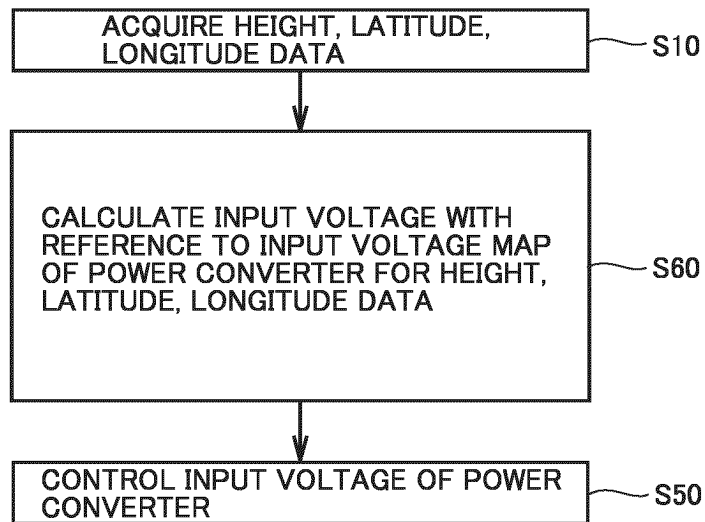 ACQUIRE HEIGHT, LATITUDE,
LONGITUDE DATA
S10
CALCULATE INPUT VOLTAGE WITH
REFERENCE TO INPUT VOLTAGE MAP
OF POWER CONVERTER FOR HEIGHT,
LATITUDE, LONGITUDE DATA
S60
CONTROL INPUT VOLTAGE OF POWER
CONVERTER
S50